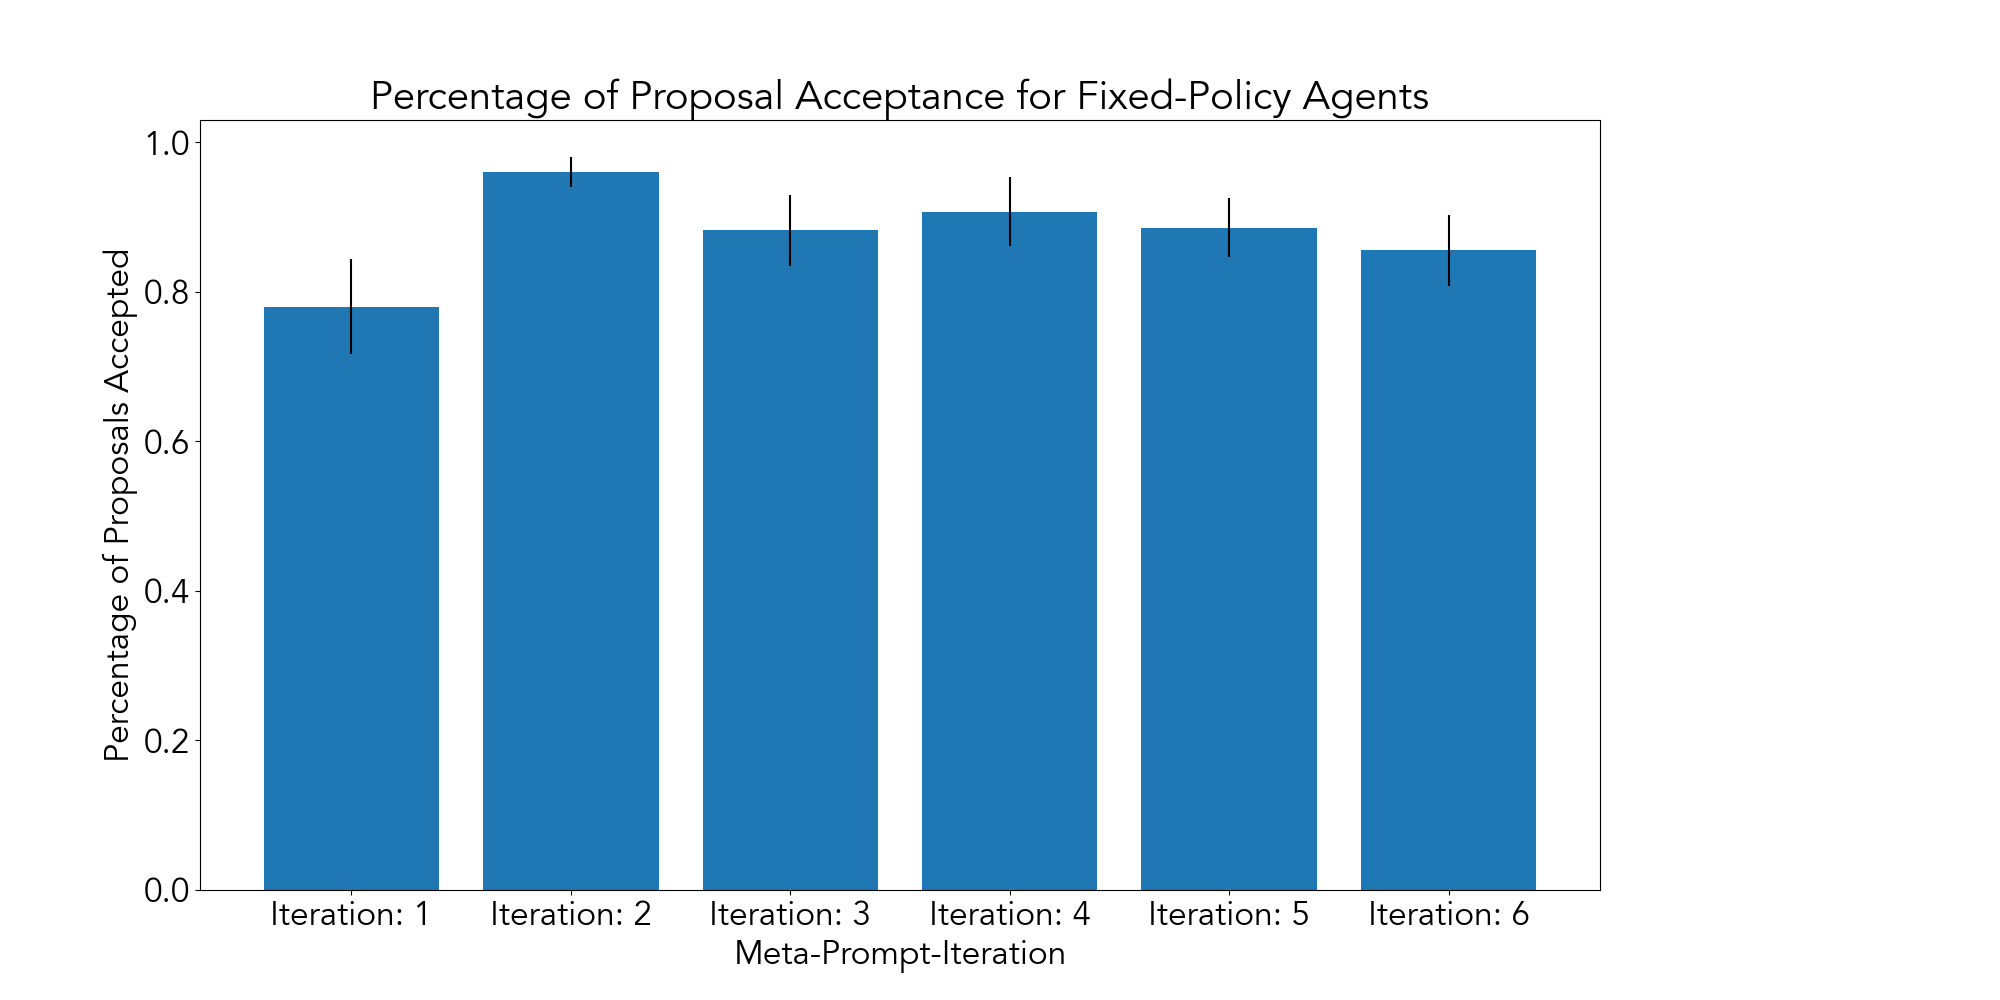 Percentage of Proposal Acceptance for Fixed-Policy Agents
Percentage of Proposals Accepted
1.0
0.8
0.6
0.4
0.2
0.0
Iteration: 1 Iteration: 2 Iteration: 3 Iteration: 4 Iteration: 5 Iteration: 6
Meta-Prompt-Iteration